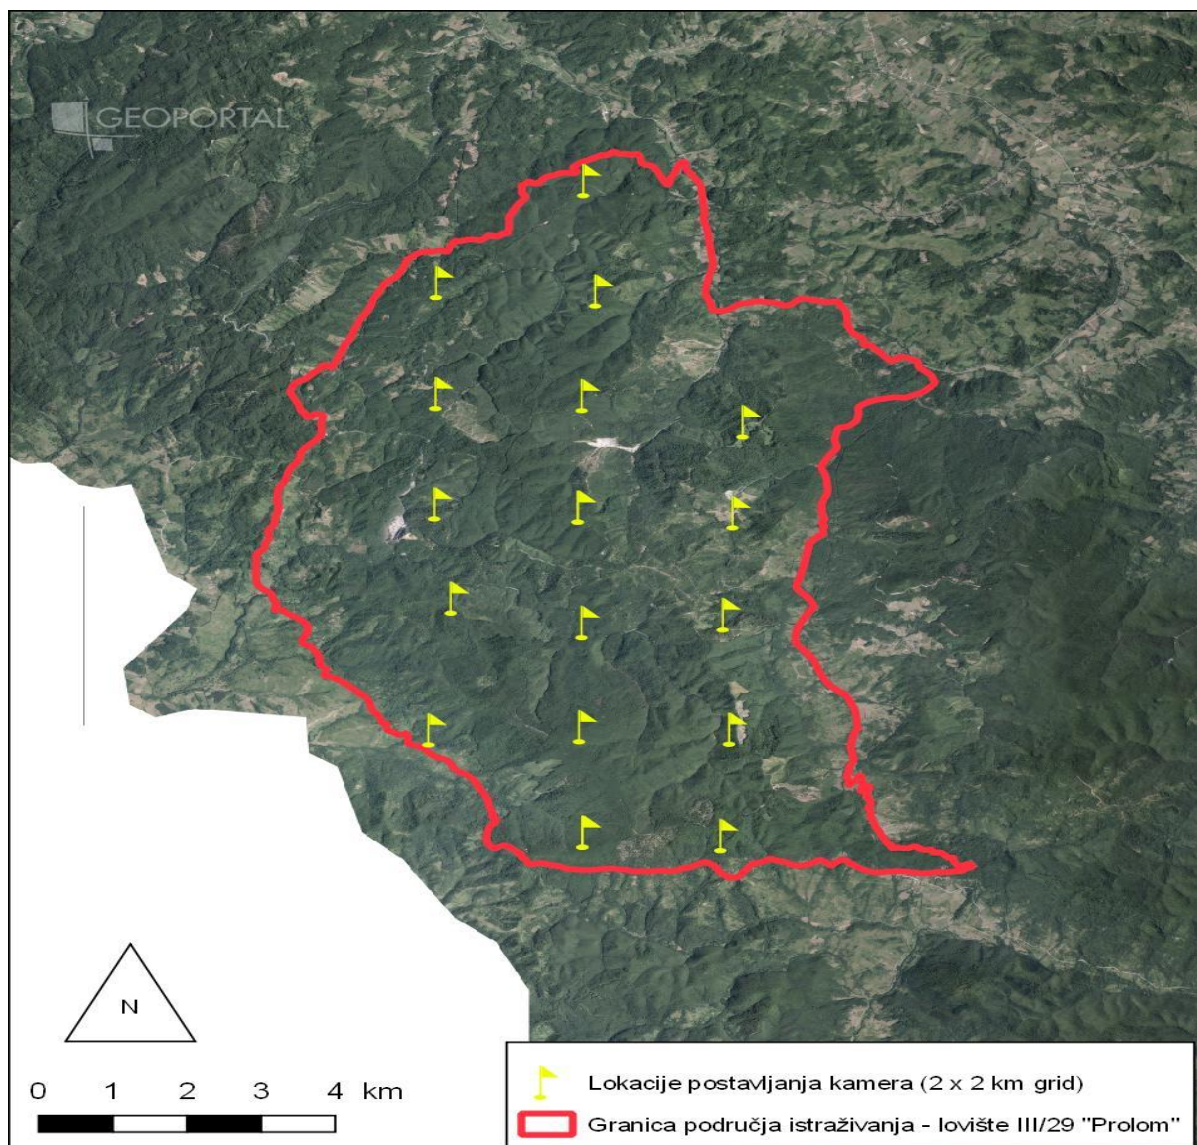 GEOPORTAL
N
0 1 2 3 4 km
Lokacije postavljanja kamera (2 x 2 km grid)
Granica područja istraživanja - lovište III/29 "Prolom"